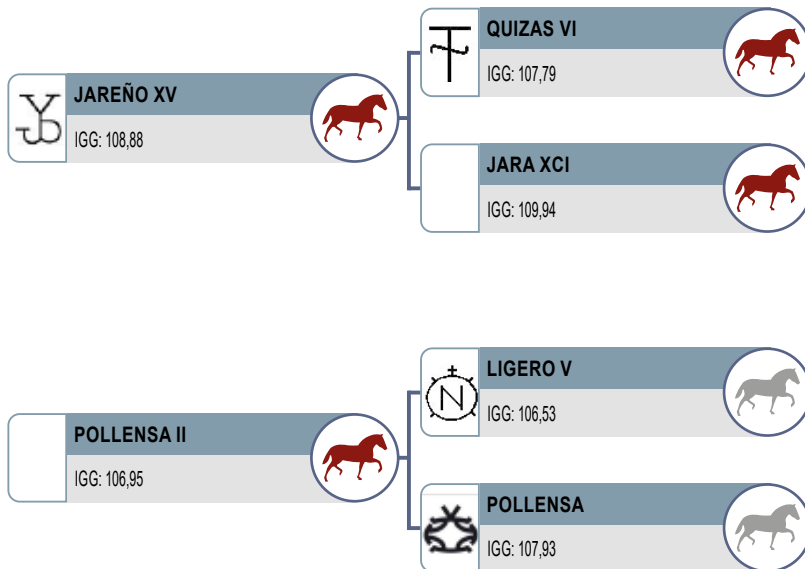 QUIZAS VI
IGG: 107,79
JAREÑO XV
IGG: 108,88
JARA XCI
IGG: 109,94
LIGERO V
IGG: 106,53
POLLENSA II
IGG: 106,95
POLLENSA
IGG: 107,93